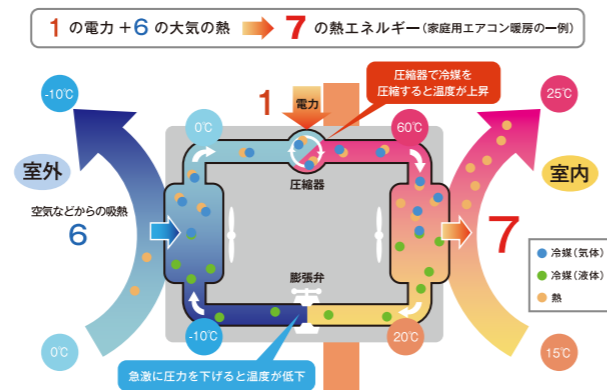 1 の電力 + 6 の大気の熱 7 の熱エネルギー(家庭用エアコン暖房の一例)
-10℃
0℃
1
電力
圧縮器で冷媒を
圧縮すると温度が上昇
60℃
25℃
室外
圧縮器
室内
空気などからの吸熱
6
7
冷媒(気体)
冷媒(液体)
熱
膨張弁
0℃
-10℃
20℃
15℃
急激に圧力を下げると温度が低下